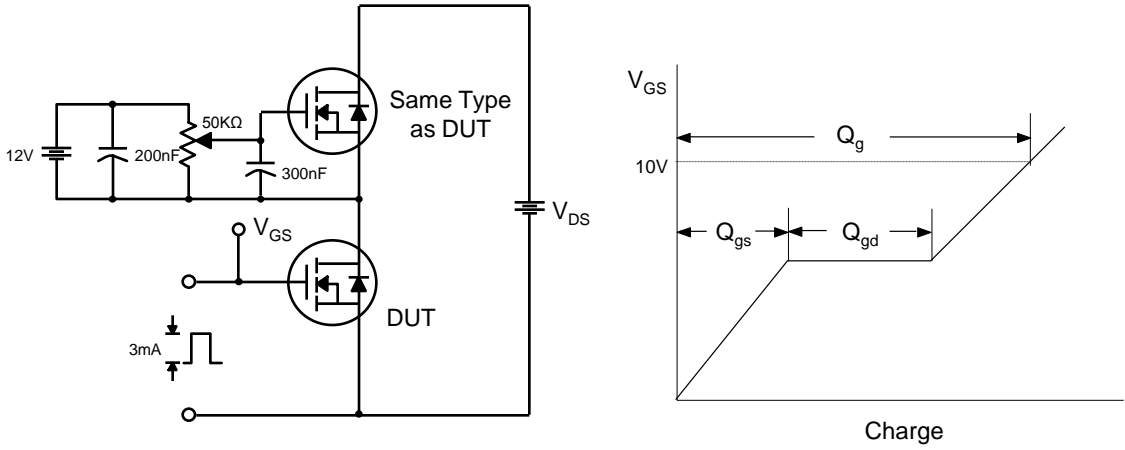 Same Type
as DUT
50KΩ
12V
200nF
300nF
V_GS
V_DS
DUT
3mA
V_GS
Q_g
10V
Q_gs
Q_gd
Charge